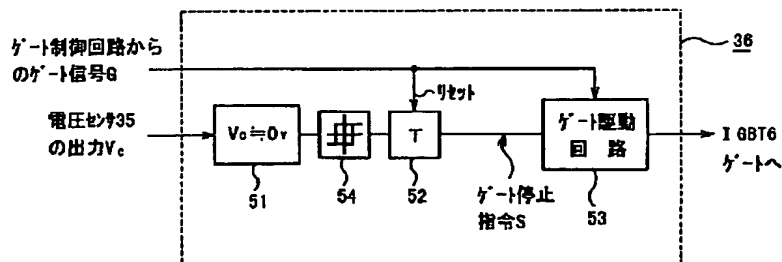 ゲート制御回路から
のゲート信号G
36
リセット
電圧センサ35
の出力Vc
Vc≒0V
T
ゲート駆動
回 路
IGBT6
ゲートへ
51
54
52
ゲート停止
指令S
53